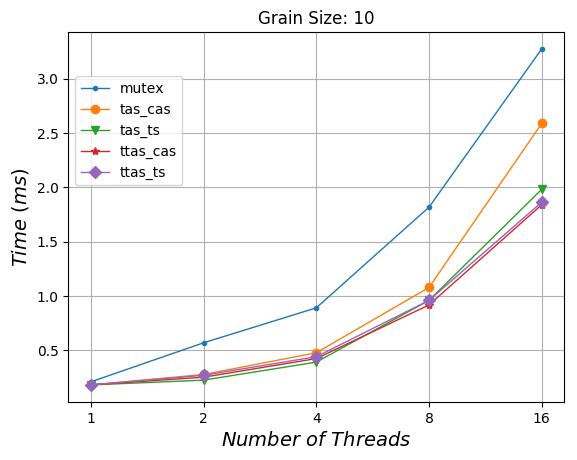 Grain Size: 10
mutex
tas_cas
tas_ts
ttas_cas
ttas_ts
3.0
2.5
2.0
1.5
1.0
0.5
Time (ms)
1 2 4 8 16
Number of Threads